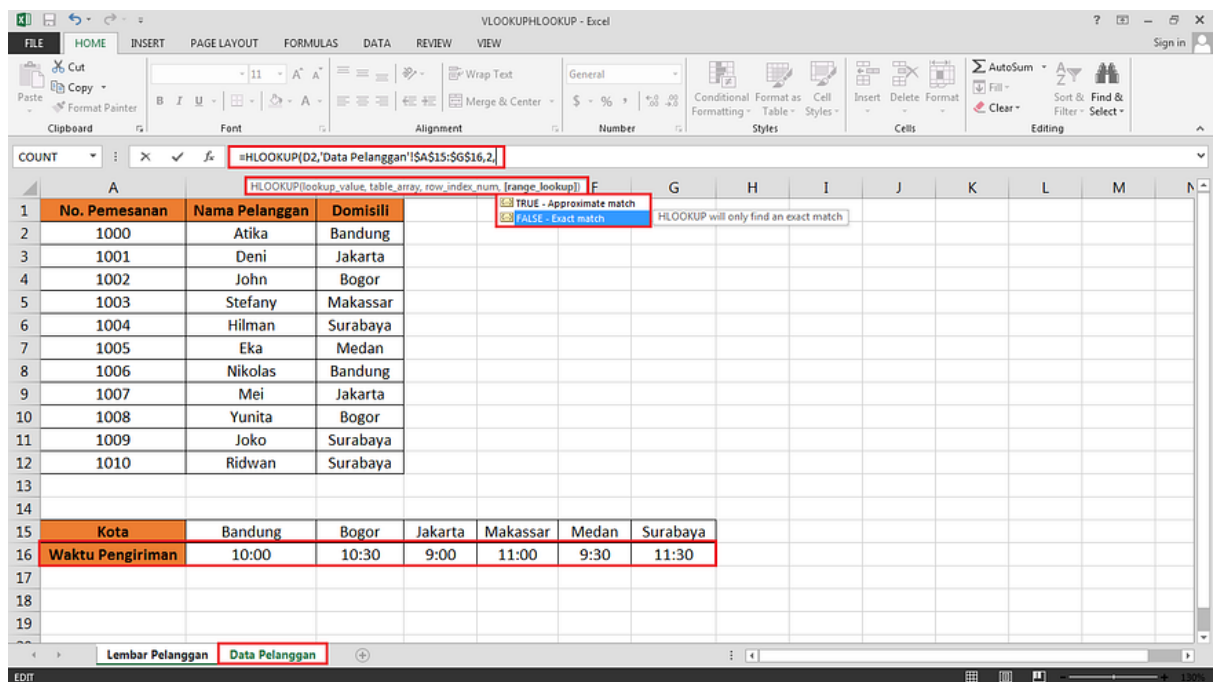 VLOOKUPHLOOKUP - Excel
FILE HOME INSERT PAGE LAYOUT FORMULAS DATA REVIEW VIEW Sign in
Paste
Cut
Copy
Format Painter
Clipboard
11
B I U
Font
Wrap Text
Merge & Center
Alignment
General
$ % ,
Number
Conditional Formatting
Format as Table
Cell Styles
Styles
Insert Delete Format
Cells
AutoSum
Fill
Clear
Sort & Filter
Find & Select
Editing
COUNT fx =HLOOKUP(D2,'Data Pelanggan'!$A$15:$G$16,2,
HLOOKUP(lookup_value, table_array, row_index_num, [range_lookup])
TRUE - Approximate match
FALSE - Exact match
HLOOKUP will only find an exact match
A F G H I J K L M N
1 No. Pemesanan Nama Pelanggan Domisili
2 1000 Atika Bandung
3 1001 Deni Jakarta
4 1002 John Bogor
5 1003 Stefany Makassar
6 1004 Hilman Surabaya
7 1005 Eka Medan
8 1006 Nikolas Bandung
9 1007 Mei Jakarta
10 1008 Yunita Bogor
11 1009 Joko Surabaya
12 1010 Ridwan Surabaya
13
14
15 Kota Bandung Bogor Jakarta Makassar Medan Surabaya
16 Waktu Pengiriman 10:00 10:30 9:00 11:00 9:30 11:30
17
18
19
Lembar Pelanggan Data Pelanggan
EDIT 130%